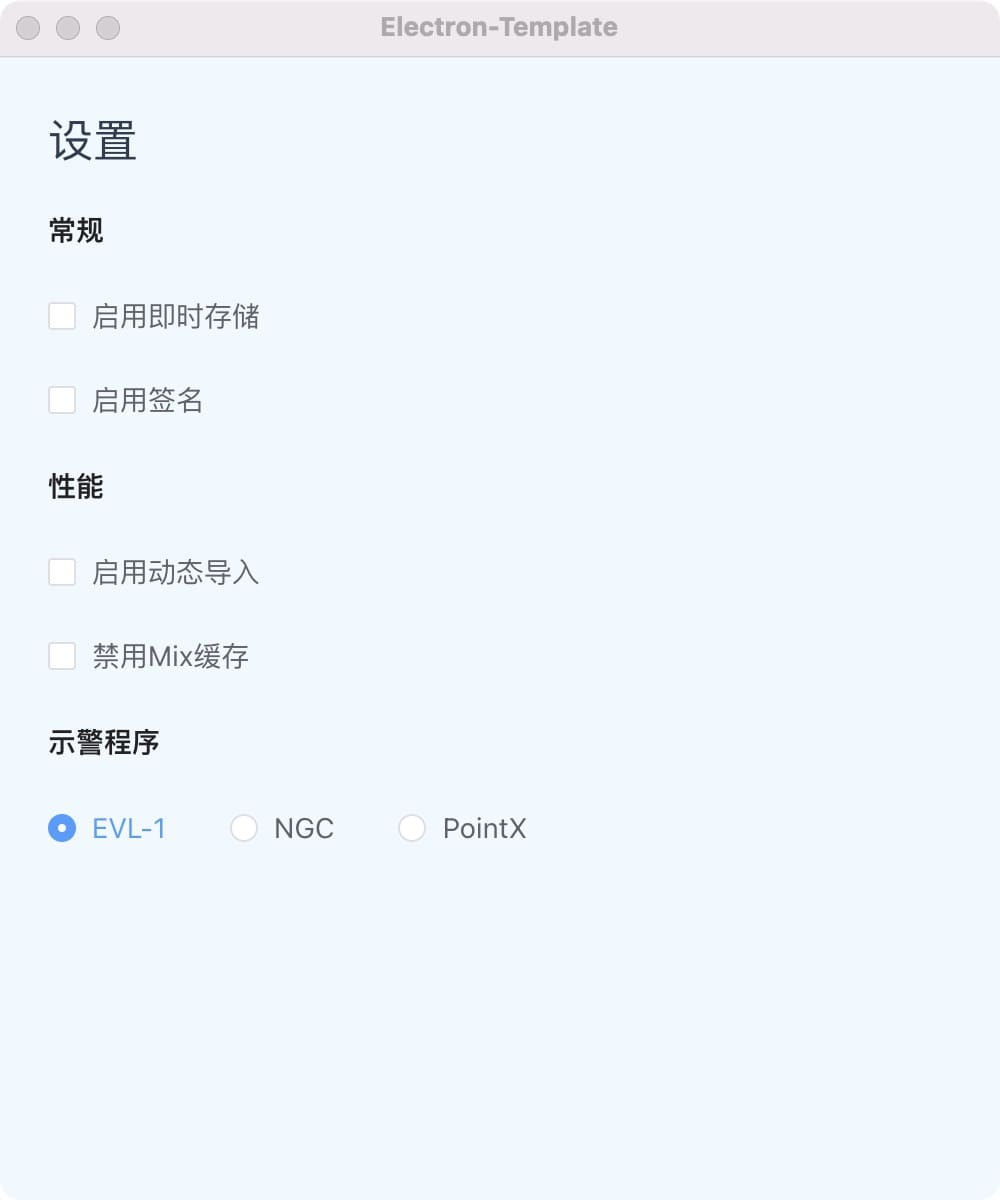 Electron-Template
设置
常规
启用即时存储
启用签名
性能
启用动态导入
禁用Mix缓存
示警程序
EVL-1 NGC PointX